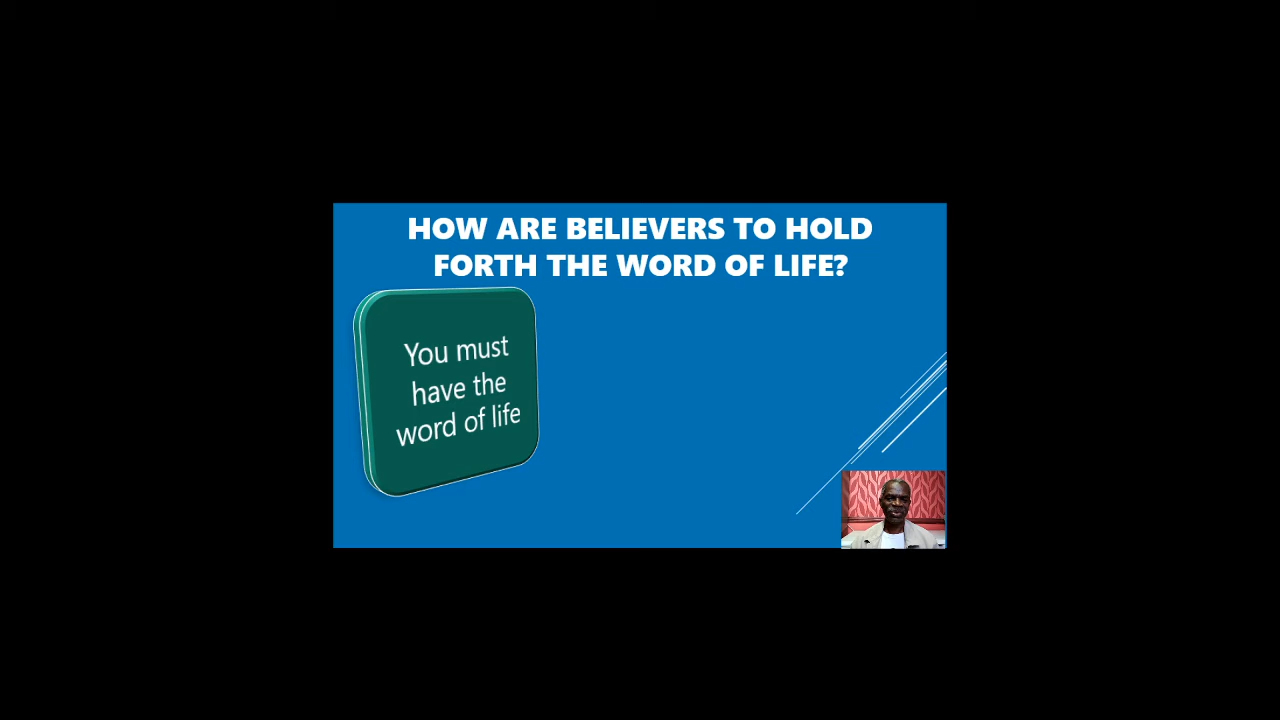 HOW ARE BELIEVERS TO HOLD
FORTH THE WORD OF LIFE?
You must
have the
word of life